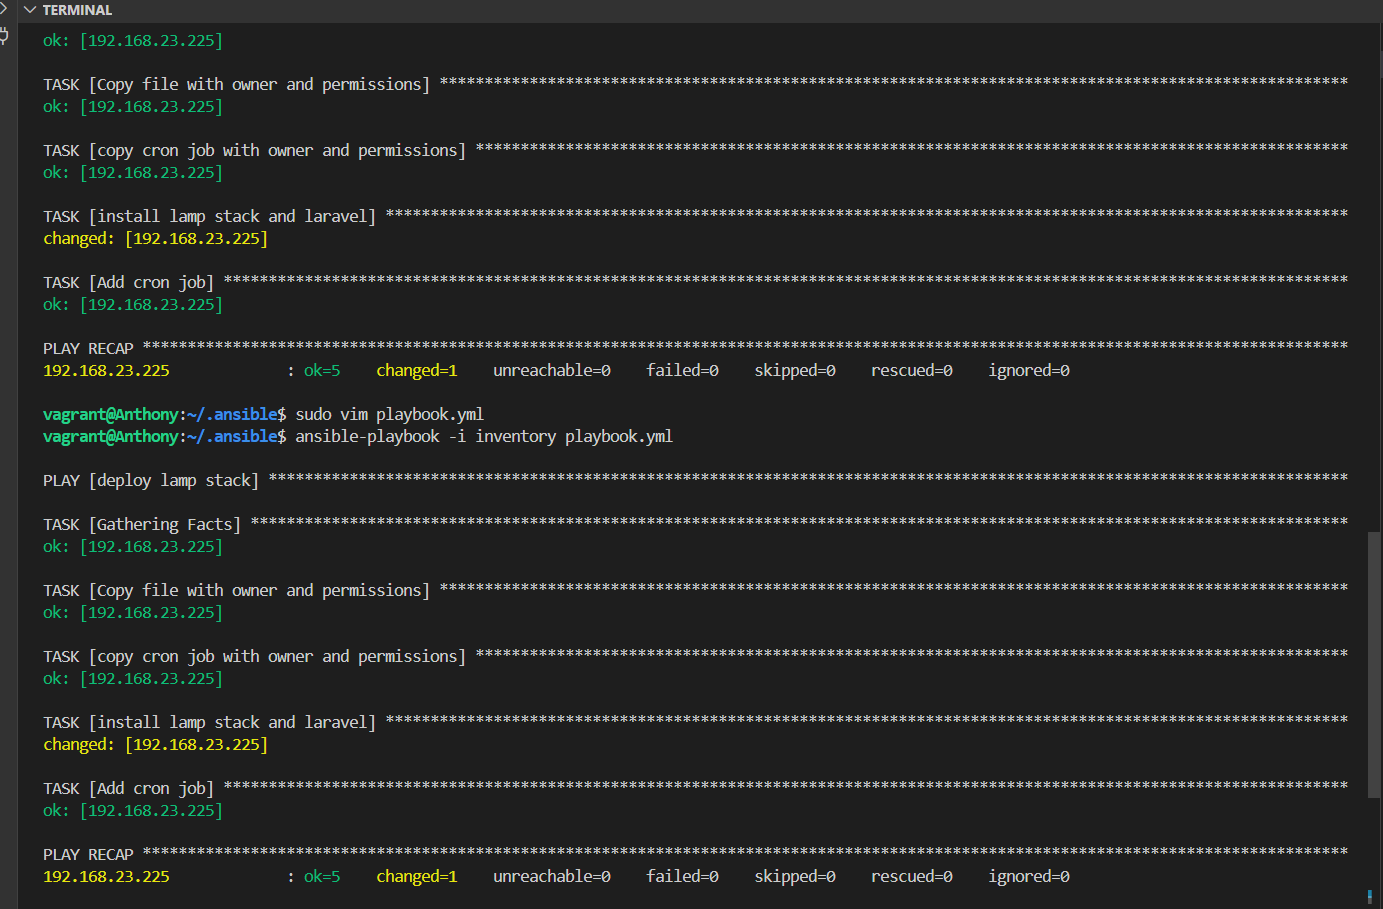 TERMINAL
ok: [192.168.23.225]
TASK [Copy file with owner and permissions] *****************************************************************************************************
ok: [192.168.23.225]
TASK [copy cron job with owner and permissions] *************************************************************************************************
ok: [192.168.23.225]
TASK [install lamp stack and laravel] ***********************************************************************************************************
changed: [192.168.23.225]
TASK [Add cron job] *****************************************************************************************************************************
ok: [192.168.23.225]
PLAY RECAP **************************************************************************************************************************************
192.168.23.225             : ok=5    changed=1    unreachable=0    failed=0    skipped=0    rescued=0    ignored=0
vagrant@Anthony:~/.ansible$ sudo vim playbook.yml
vagrant@Anthony:~/.ansible$ ansible-playbook -i inventory playbook.yml
PLAY [deploy lamp stack] ************************************************************************************************************************
TASK [Gathering Facts] **************************************************************************************************************************
ok: [192.168.23.225]
TASK [Copy file with owner and permissions] *****************************************************************************************************
ok: [192.168.23.225]
TASK [copy cron job with owner and permissions] *************************************************************************************************
ok: [192.168.23.225]
TASK [install lamp stack and laravel] ***********************************************************************************************************
changed: [192.168.23.225]
TASK [Add cron job] *****************************************************************************************************************************
ok: [192.168.23.225]
PLAY RECAP **************************************************************************************************************************************
192.168.23.225             : ok=5    changed=1    unreachable=0    failed=0    skipped=0    rescued=0    ignored=0